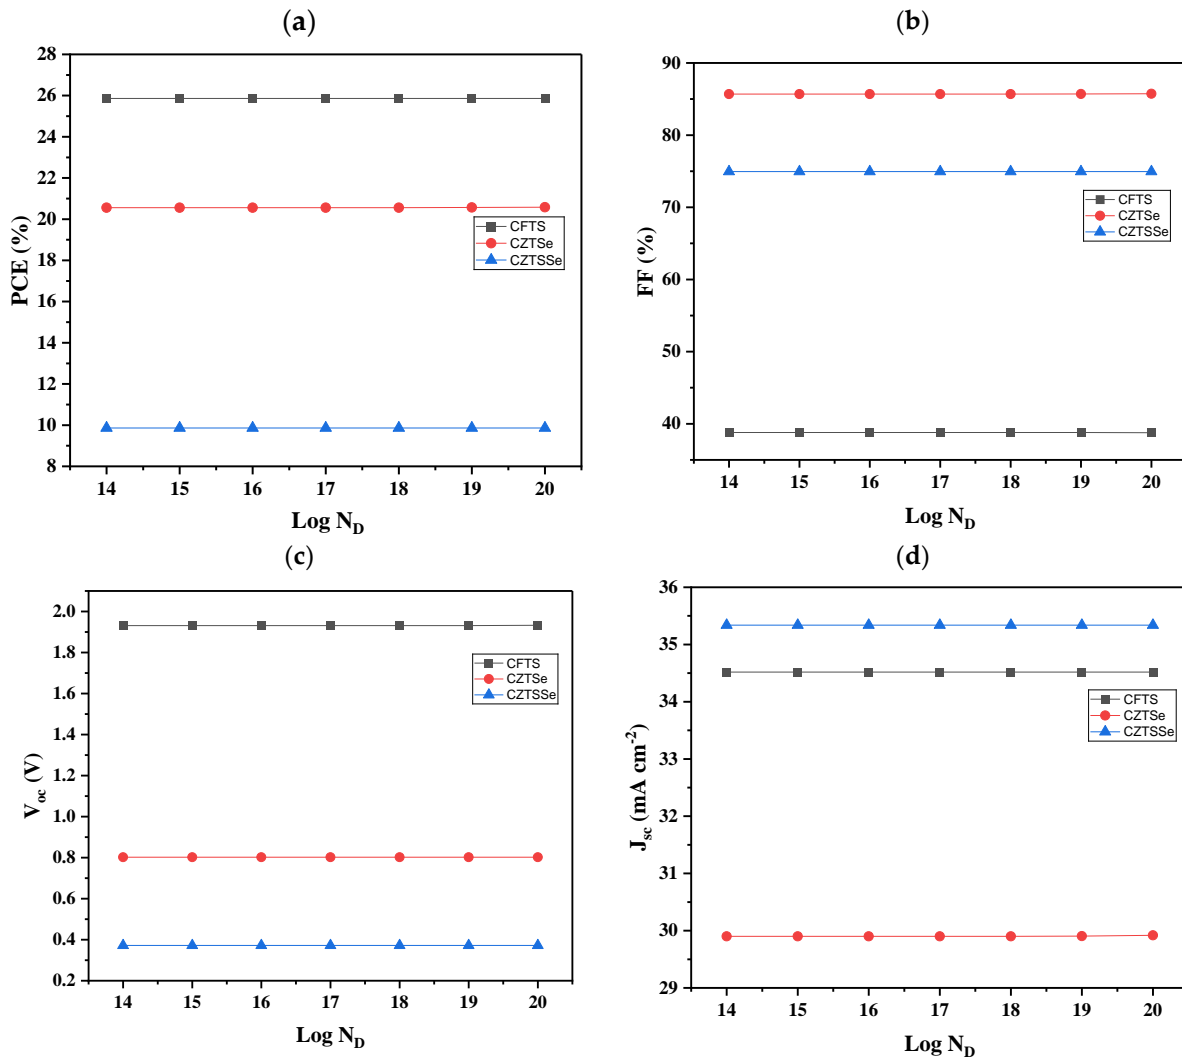 (a)
28
26
24
22
20
18
16
14
12
10
8
PCE (%)
CFTS
CZTSe
CZTSSe
14 15 16 17 18 19 20
Log N_D
(b)
90
80
70
60
50
40
FF (%)
CFTS
CZTSe
CZTSSe
14 15 16 17 18 19 20
Log N_D
(c)
2.0
1.8
1.6
1.4
1.2
1.0
0.8
0.6
0.4
0.2
V_oc (V)
CFTS
CZTSe
CZTSSe
14 15 16 17 18 19 20
Log N_D
(d)
36
35
34
33
32
31
30
29
J_sc (mA cm^-2)
CFTS
CZTSe
CZTSSe
14 15 16 17 18 19 20
Log N_D